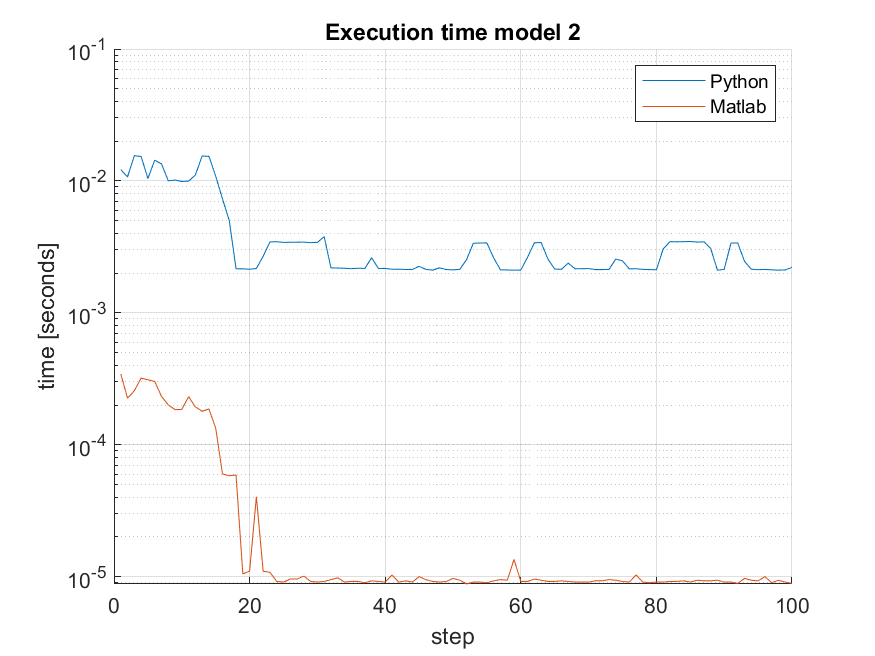 Execution time model 2
Python
Matlab
10^-1
10^-2
10^-3
10^-4
10^-5
time [seconds]
0 20 40 60 80 100
step